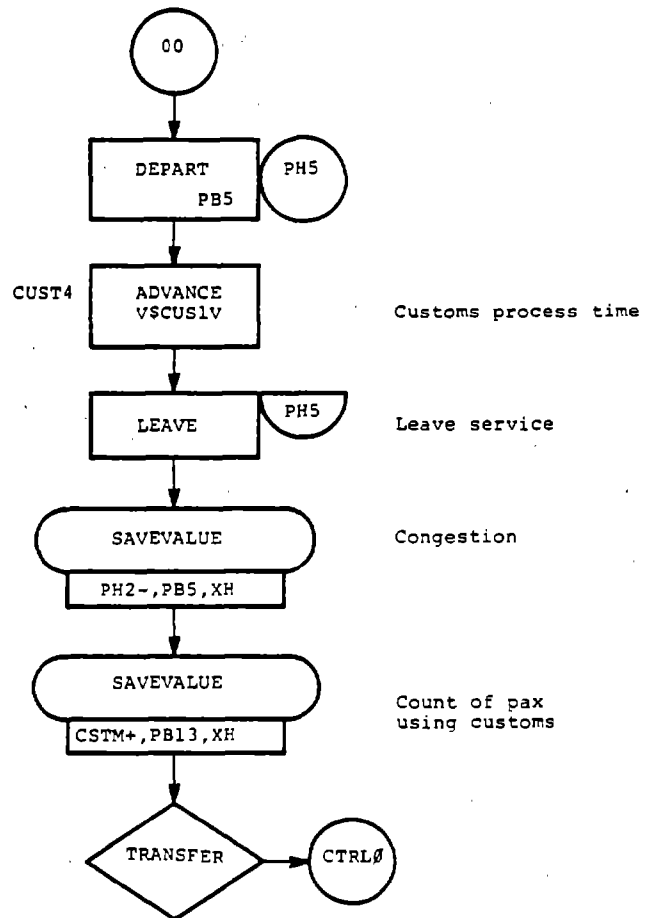 00
DEPART
PB5
PH5
CUST4
ADVANCE
V$CUS1V
Customs process time
LEAVE
PH5
Leave service
SAVEVALUE
Congestion
PH2-,PB5,XH
SAVEVALUE
Count of pax
using customs
CSTM+,PB13,XH
TRANSFER
CTRLØ